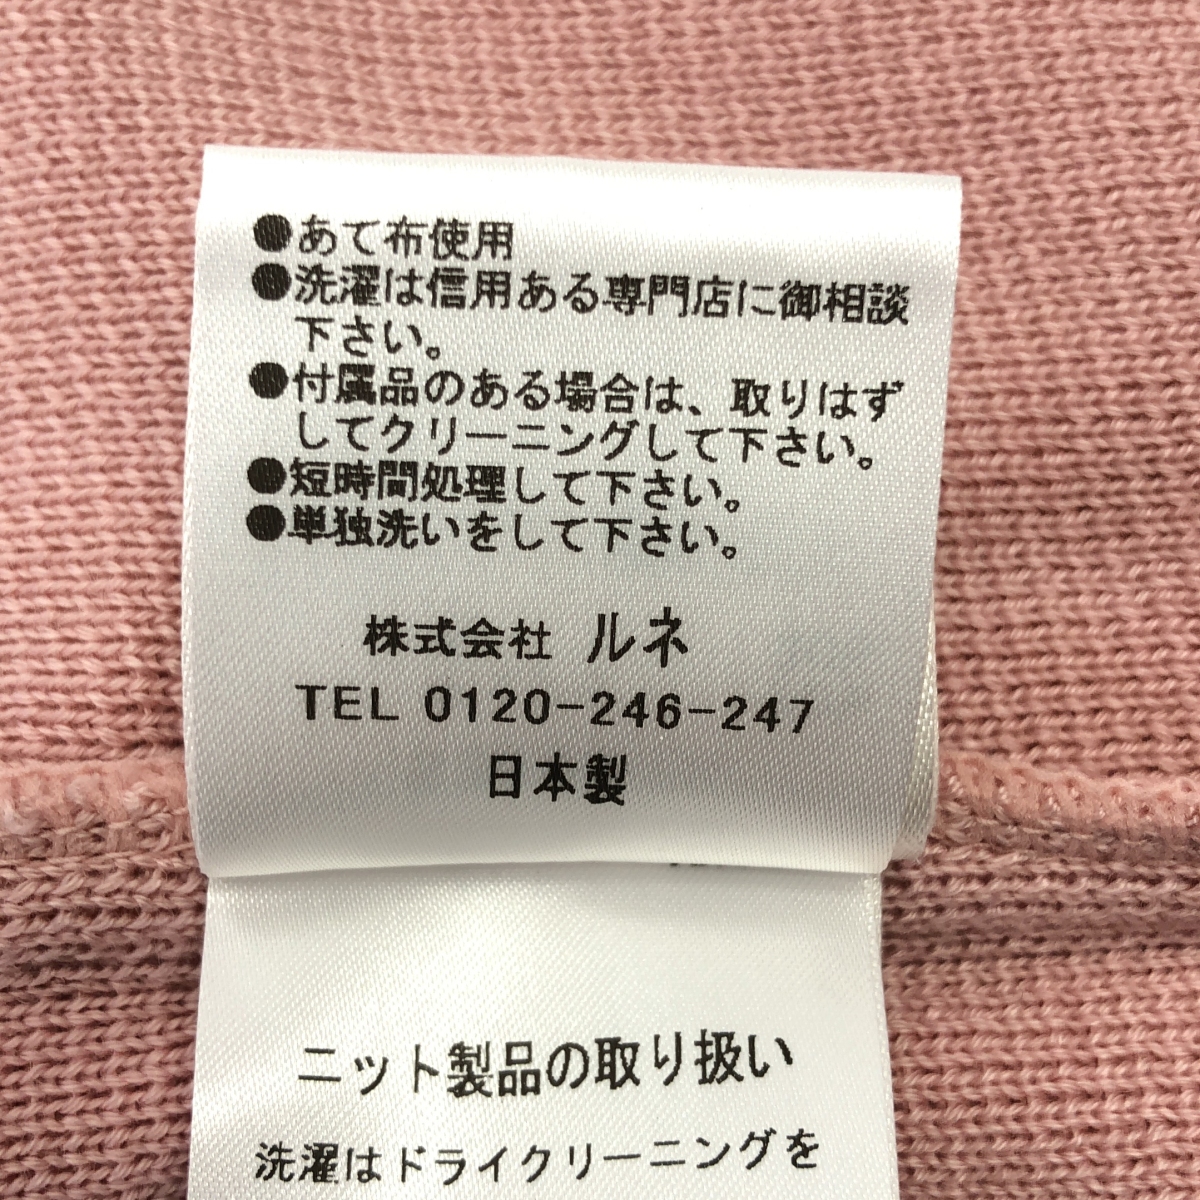 ●あて布使用
●洗濯は信用ある専門店に御相談
下さい。
●付属品のある場合は、取りはず
してクリーニングして下さい。
●短時間処理して下さい。
●単独洗いをして下さい。
株式会社 ルネ
TEL 0120-246-247
日本製
ニット製品の取り扱い
洗濯はドライクリーニングを